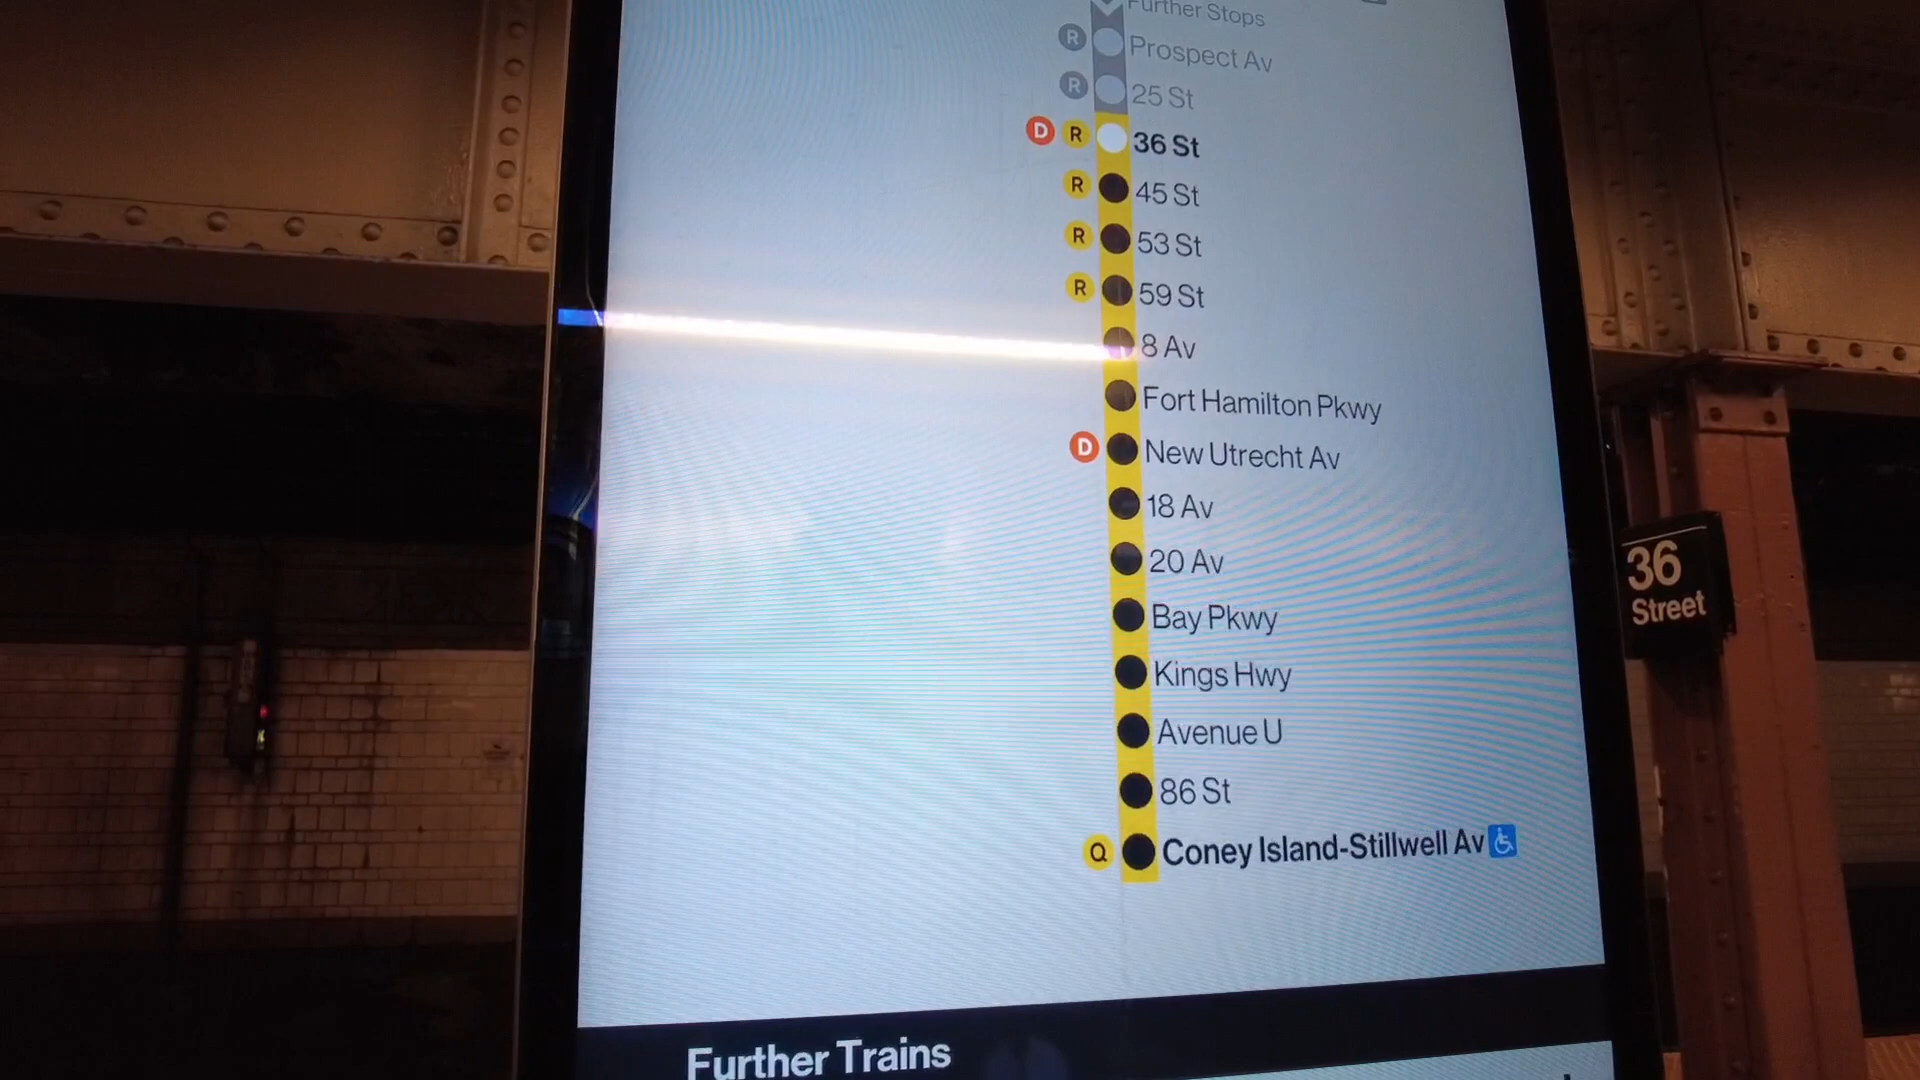 Further Stops
R Prospect Av
R 25 St
D R 36 St
R 45 St
R 53 St
R 59 St
8 Av
Fort Hamilton Pkwy
D New Utrecht Av
18 Av
20 Av
Bay Pkwy
Kings Hwy
Avenue U
86 St
Q Coney Island-Stillwell Av
Further Trains
36
Street